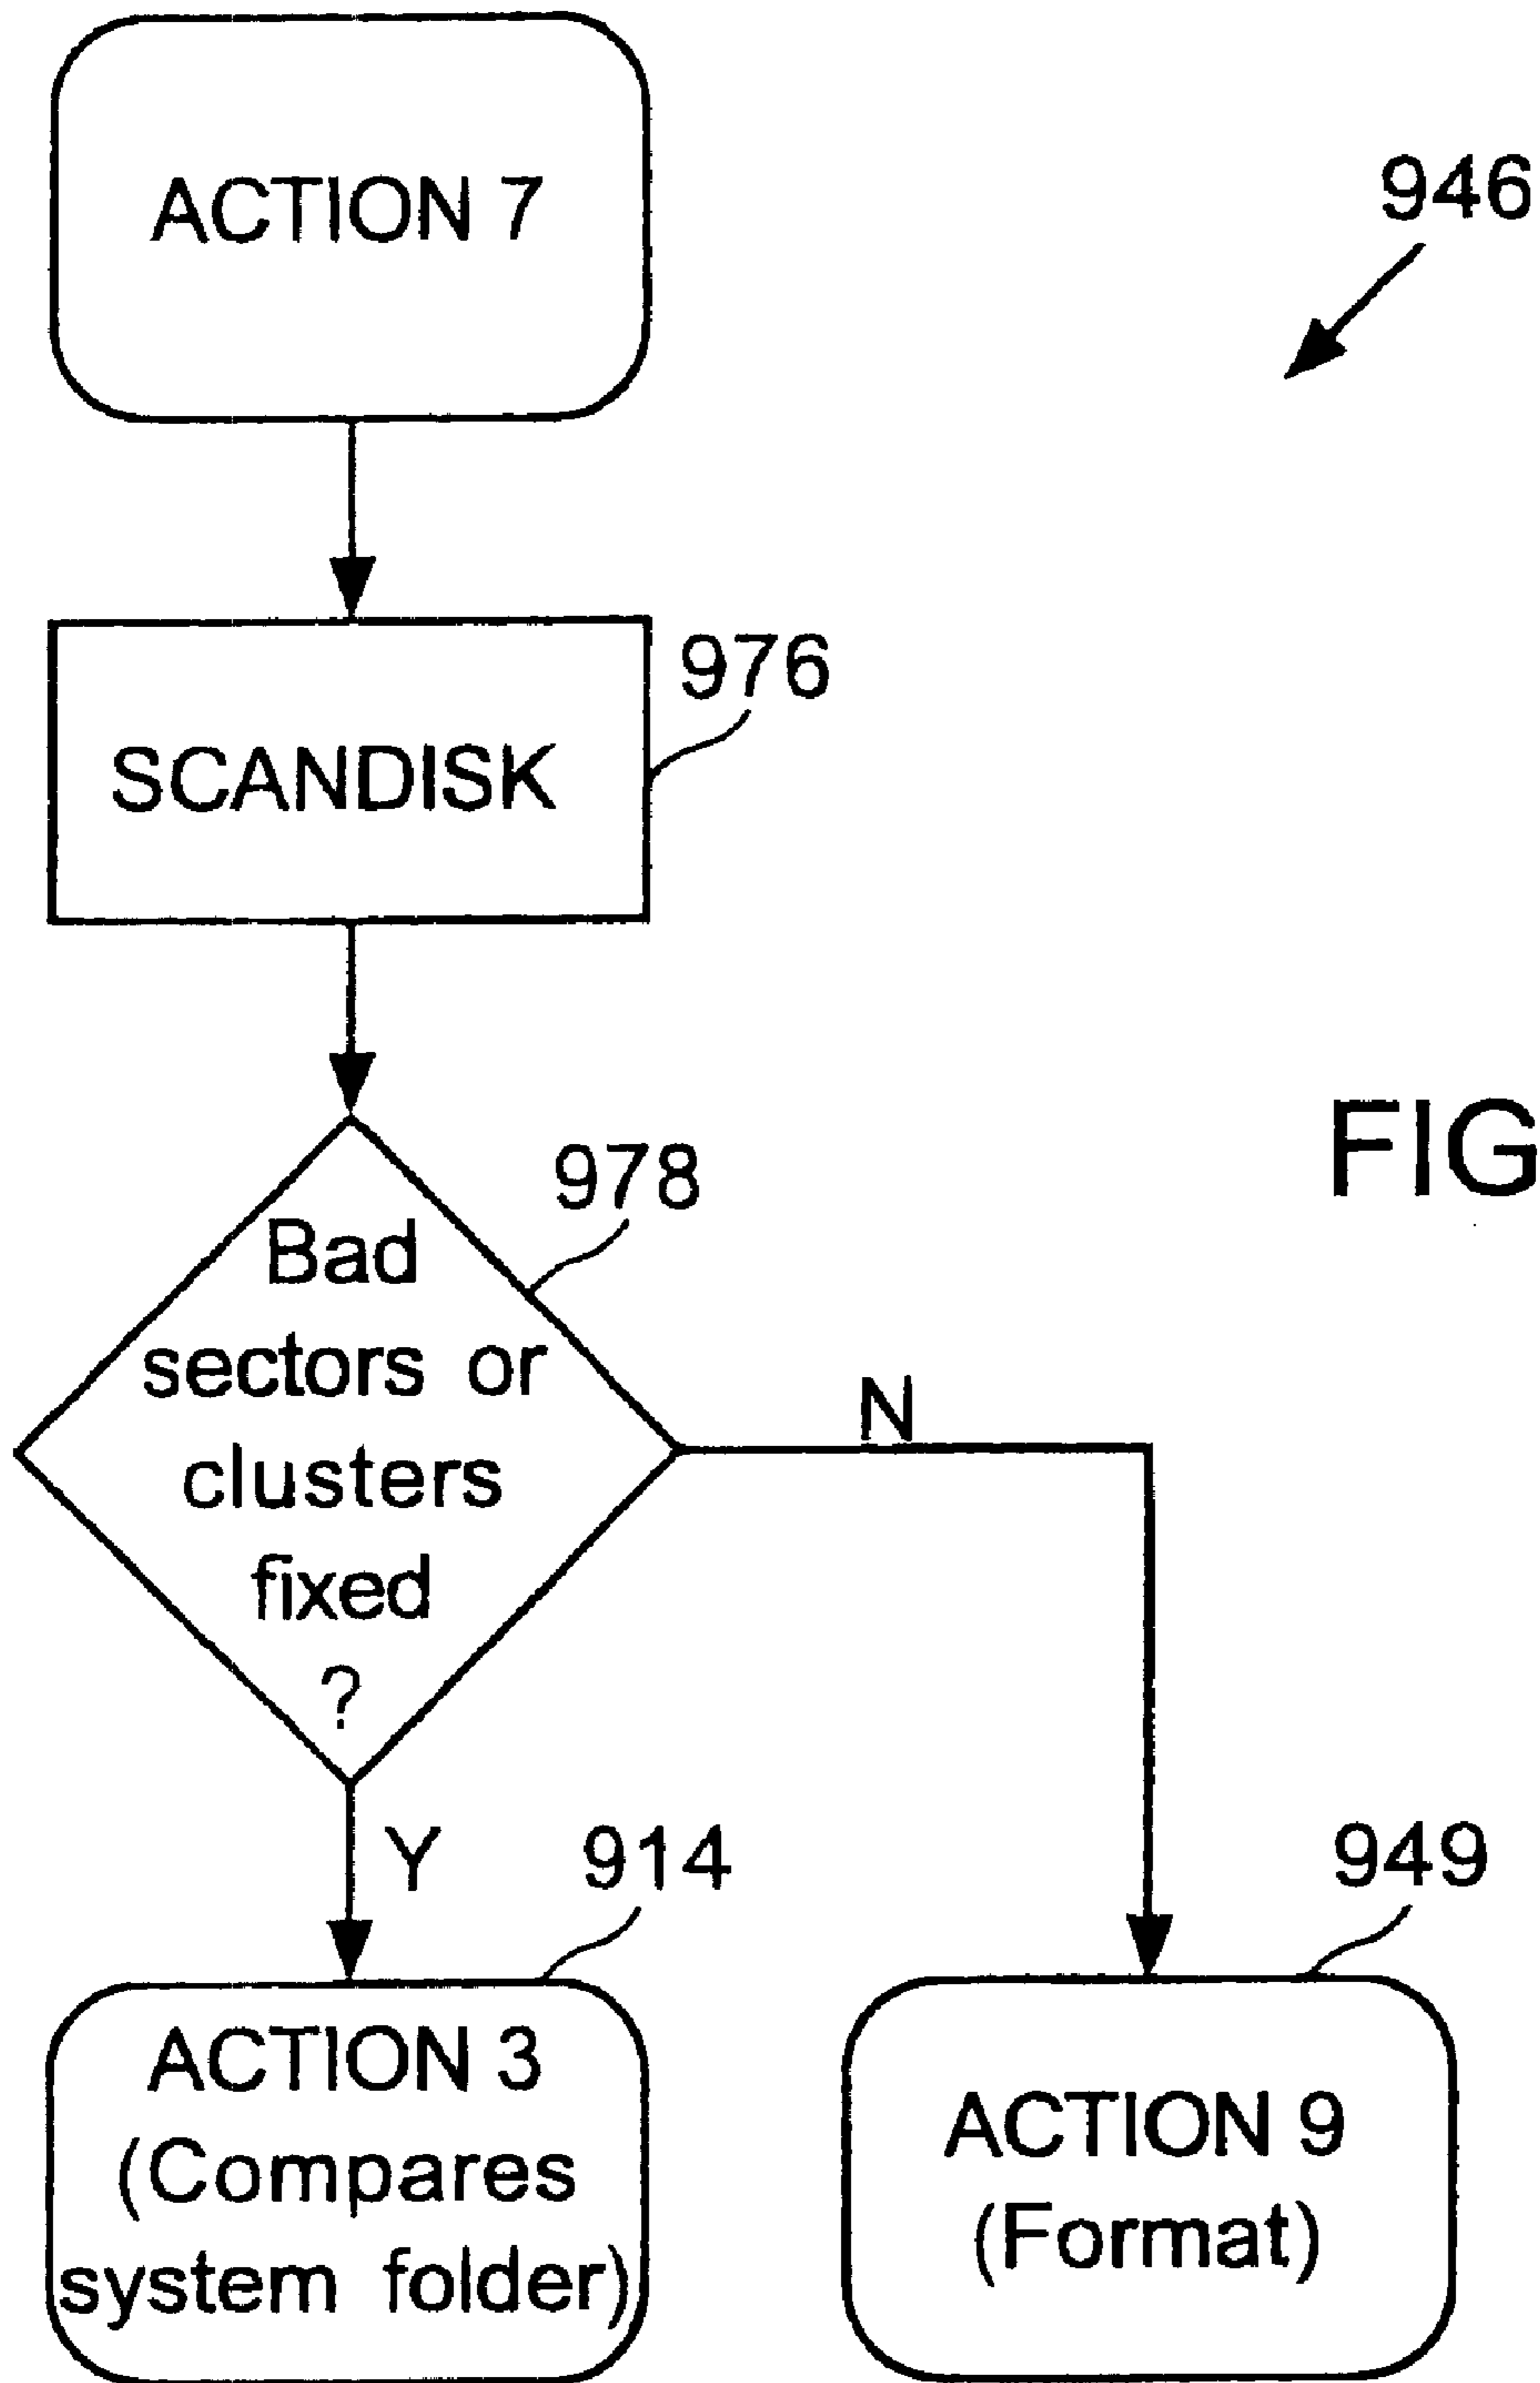 ACTION 7
946
SCANDISK
976
978
Bad
sectors or
clusters
fixed
?
N
Y
FIG
914
949
ACTION 3
(Compares
system folder)
ACTION 9
(Format)